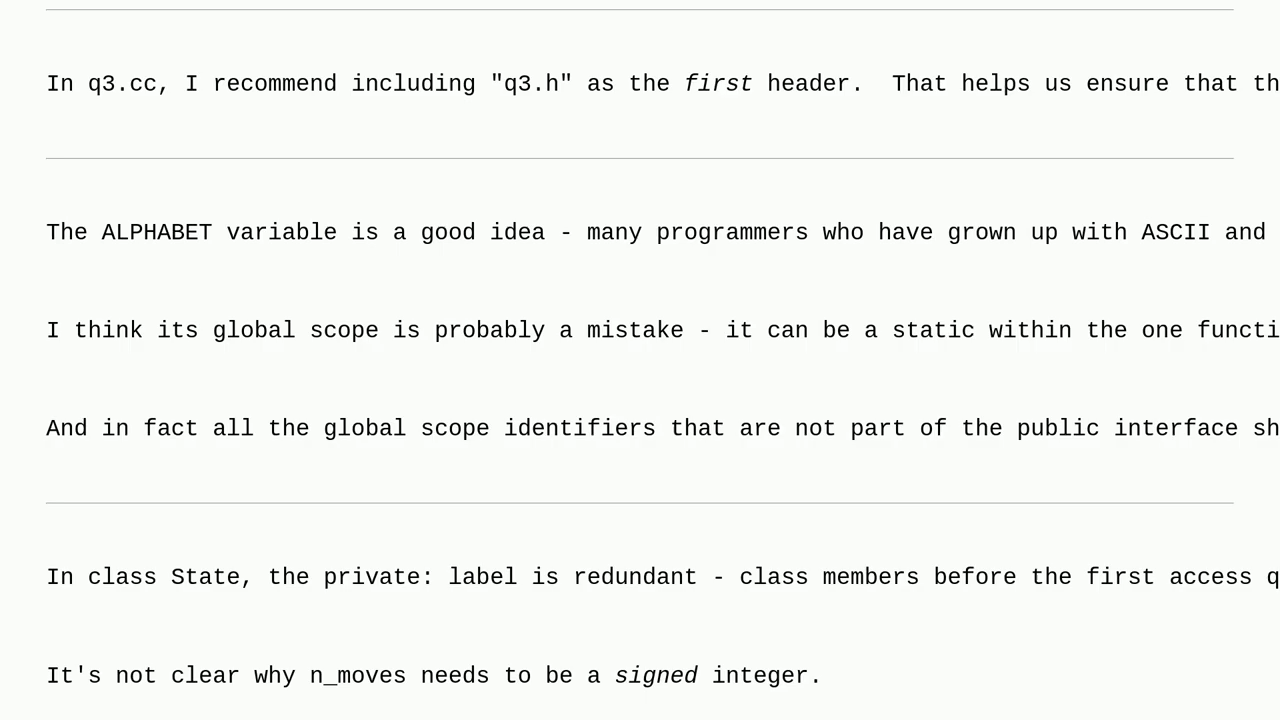 In q3.cc, I recommend including "q3.h" as the first header.  That helps us ensure that th
The ALPHABET variable is a good idea - many programmers who have grown up with ASCII and
I think its global scope is probably a mistake - it can be a static within the one functi
And in fact all the global scope identifiers that are not part of the public interface sh
In class State, the private: label is redundant - class members before the first access q
It's not clear why n_moves needs to be a signed integer.